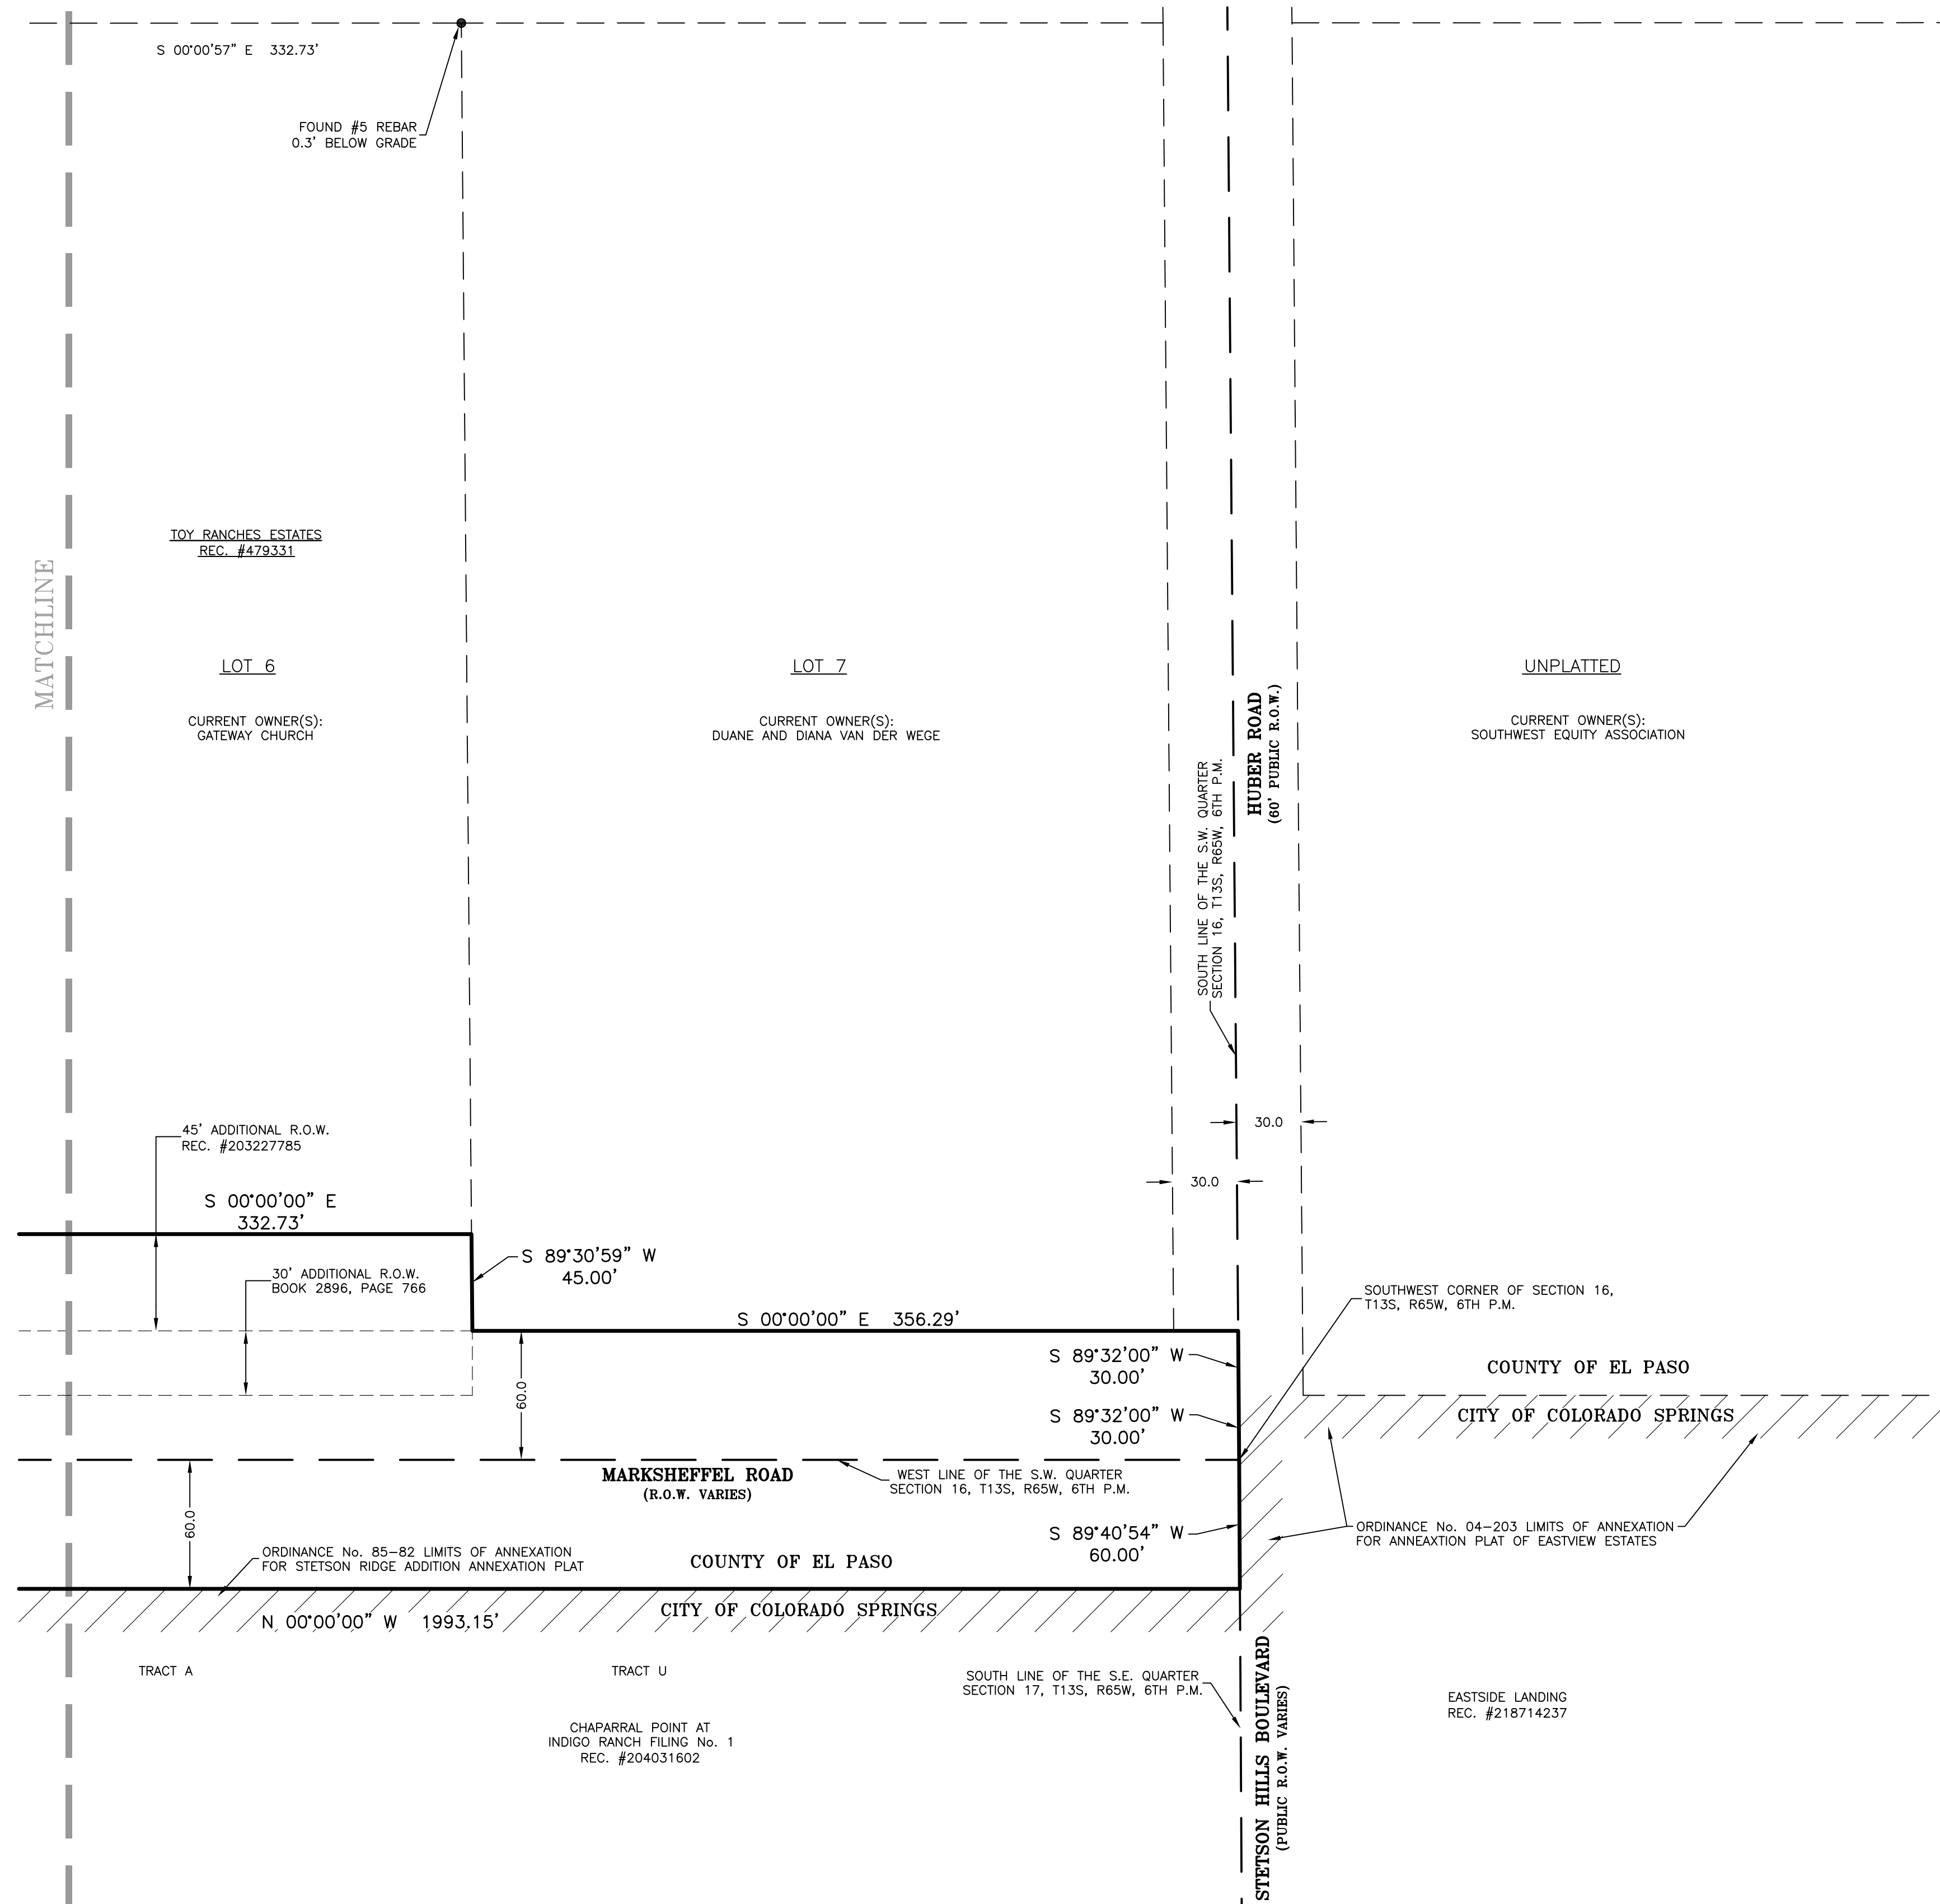 S 00°00'57" E 332.73'
FOUND #5 REBAR
0.3' BELOW GRADE
TOY RANCHES ESTATES
REC. #479331
MATCHLINE
LOT 6
CURRENT OWNER(S):
GATEWAY CHURCH
LOT 7
CURRENT OWNER(S):
DUANE AND DIANA VAN DER WEGE
UNPLATTED
CURRENT OWNER(S):
SOUTHWEST EQUITY ASSOCIATION
HUBER ROAD
(60' PUBLIC R.O.W.)
SOUTH LINE OF THE S.W. QUARTER
SECTION 16, T13S, R65W, 6TH P.M.
30.0
30.0
45' ADDITIONAL R.O.W.
REC. #203227785
S 00°00'00" E
332.73'
S 89°30'59" W
45.00'
30' ADDITIONAL R.O.W.
BOOK 2896, PAGE 766
S 00°00'00" E 356.29'
SOUTHWEST CORNER OF SECTION 16,
T13S, R65W, 6TH P.M.
S 89°32'00" W
30.00'
60.0
S 89°32'00" W
30.00'
COUNTY OF EL PASO
CITY OF COLORADO SPRINGS
MARKSHEFFEL ROAD
(R.O.W. VARIES)
WEST LINE OF THE S.W. QUARTER
SECTION 16, T13S, R65W, 6TH P.M.
60.0
S 89°40'54" W
60.00'
ORDINANCE No. 04-203 LIMITS OF ANNEXATION
FOR ANNEAXTION PLAT OF EASTVIEW ESTATES
ORDINANCE No. 85-82 LIMITS OF ANNEXATION
FOR STETSON RIDGE ADDITION ANNEXATION PLAT
COUNTY OF EL PASO
CITY OF COLORADO SPRINGS
N 00°00'00" W 1993.15'
TRACT A
TRACT U
SOUTH LINE OF THE S.E. QUARTER
SECTION 17, T13S, R65W, 6TH P.M.
STETSON HILLS BOULEVARD
(PUBLIC R.O.W. VARIES)
EASTSIDE LANDING
REC. #218714237
CHAPARRAL POINT AT
INDIGO RANCH FILING No. 1
REC. #204031602